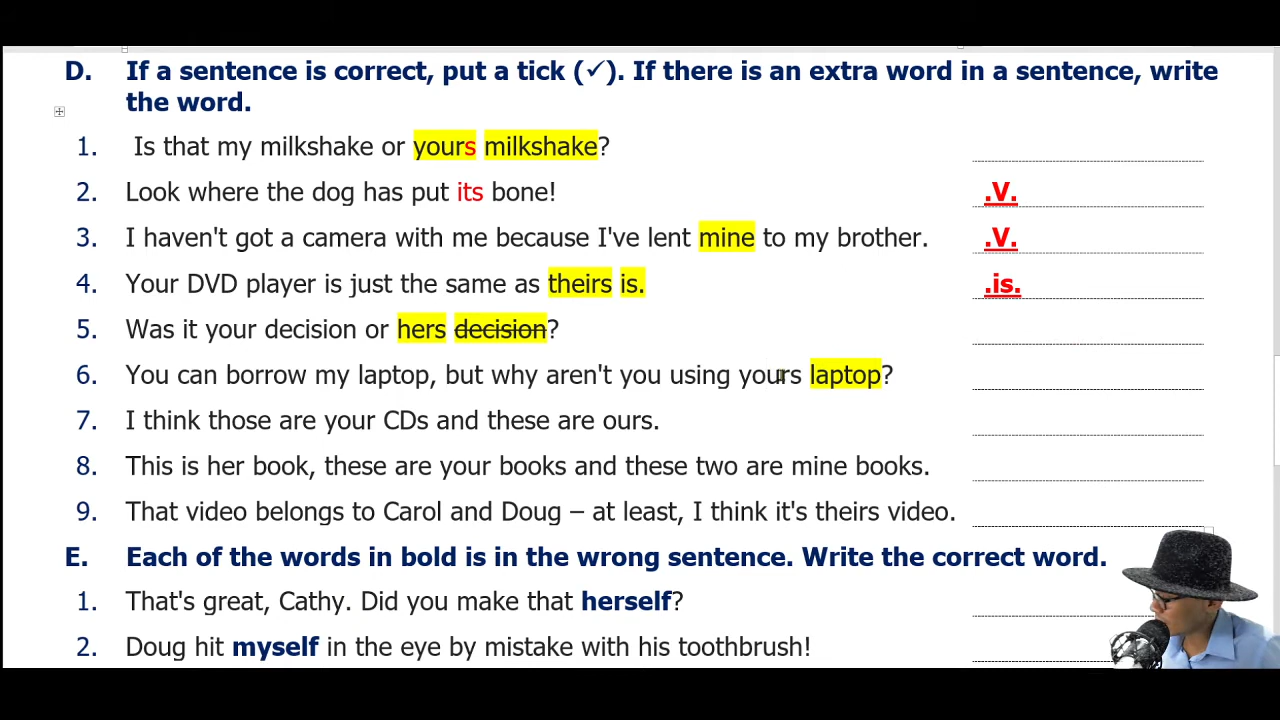 D. If a sentence is correct, put a tick (✓). If there is an extra word in a sentence, write
the word.
1. Is that my milkshake or yours milkshake?
2. Look where the dog has put its bone! .V.
3. I haven't got a camera with me because I've lent mine to my brother. .V.
4. Your DVD player is just the same as theirs is. .is.
5. Was it your decision or hers decision?
6. You can borrow my laptop, but why aren't you using yours laptop?
7. I think those are your CDs and these are ours.
8. This is her book, these are your books and these two are mine books.
9. That video belongs to Carol and Doug – at least, I think it's theirs video.
E. Each of the words in bold is in the wrong sentence. Write the correct word.
1. That's great, Cathy. Did you make that herself?
2. Doug hit myself in the eye by mistake with his toothbrush!